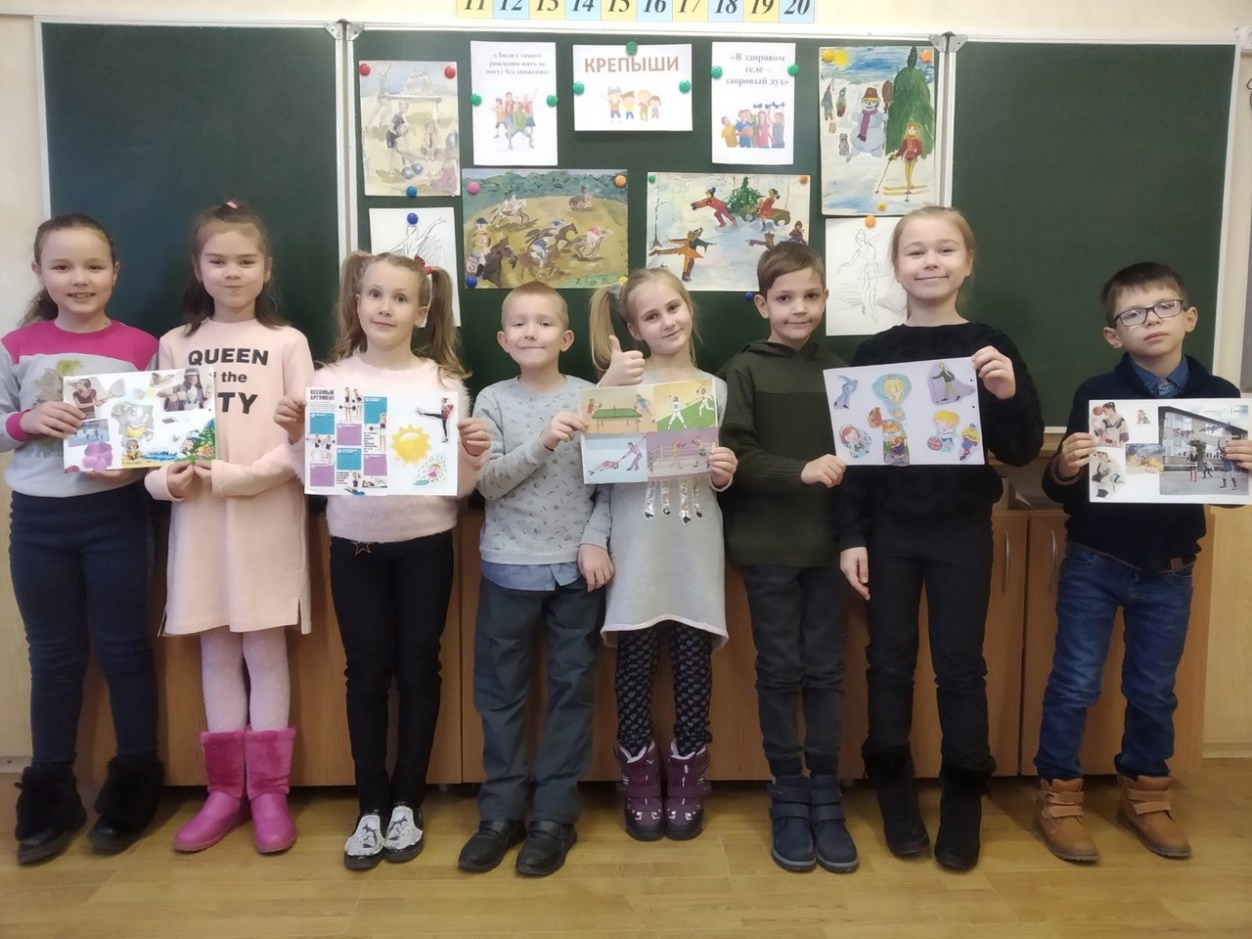 11 12 13 14 15 16 17 18 19 20
«Люди с самого
рождения жить не
могут без движения»
КРЕПЫШИ
«В здоровом
теле –
здоровый дух»
QUEEN
the
TY
ВЕСОМЫЙ
АРГУМЕНТ